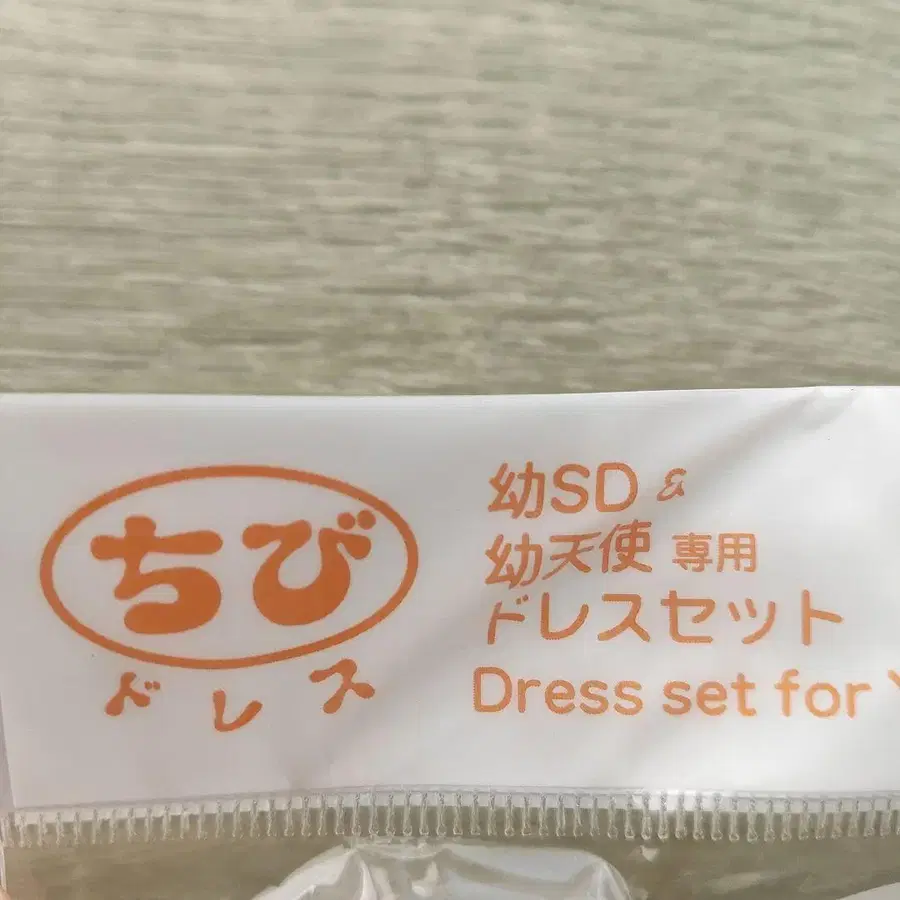 ちび
ドレス
幼SD &
幼天使 専用
ドレスセット
Dress set for